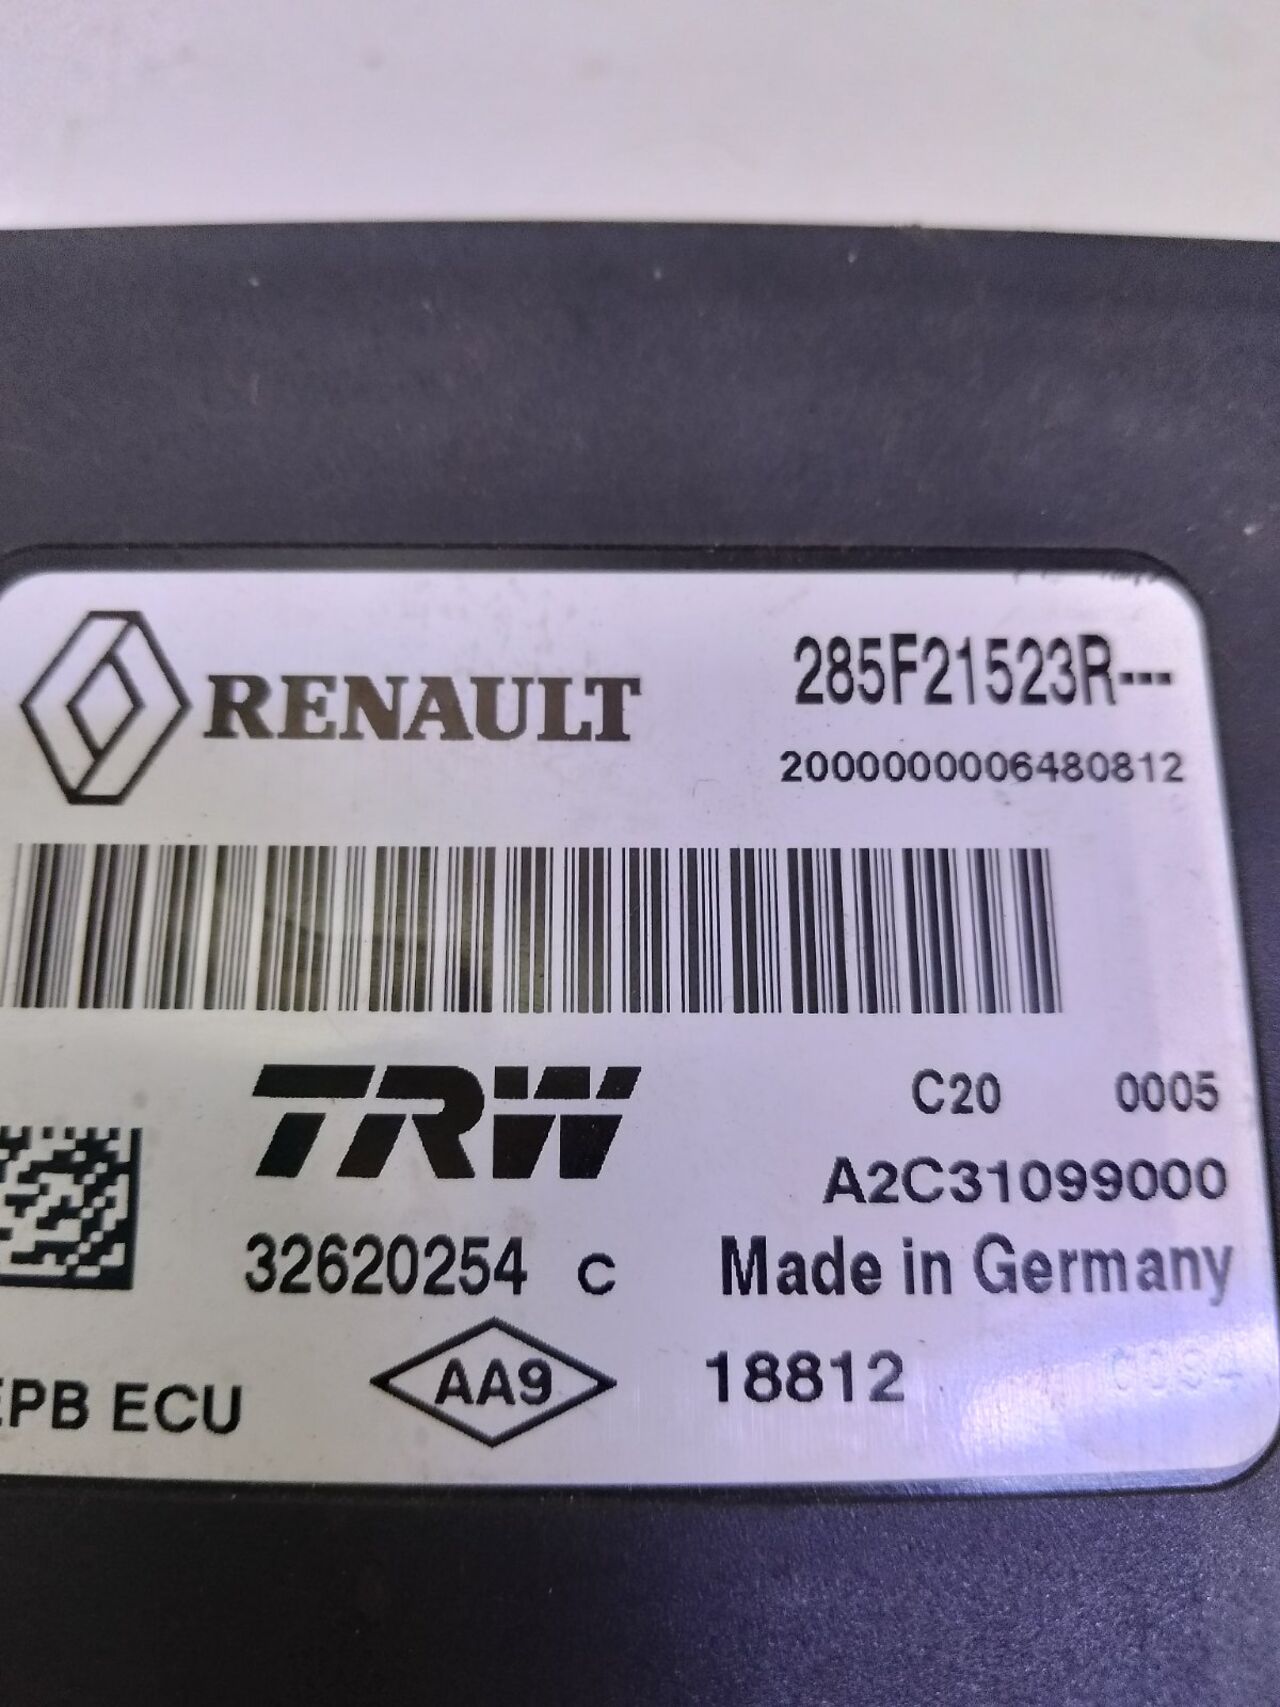 RENAULT
285F21523R---
2000000006480812
TRW
C20 0005
A2C31099000
32620254 C
Made in Germany
EPB ECU
AA9
18812